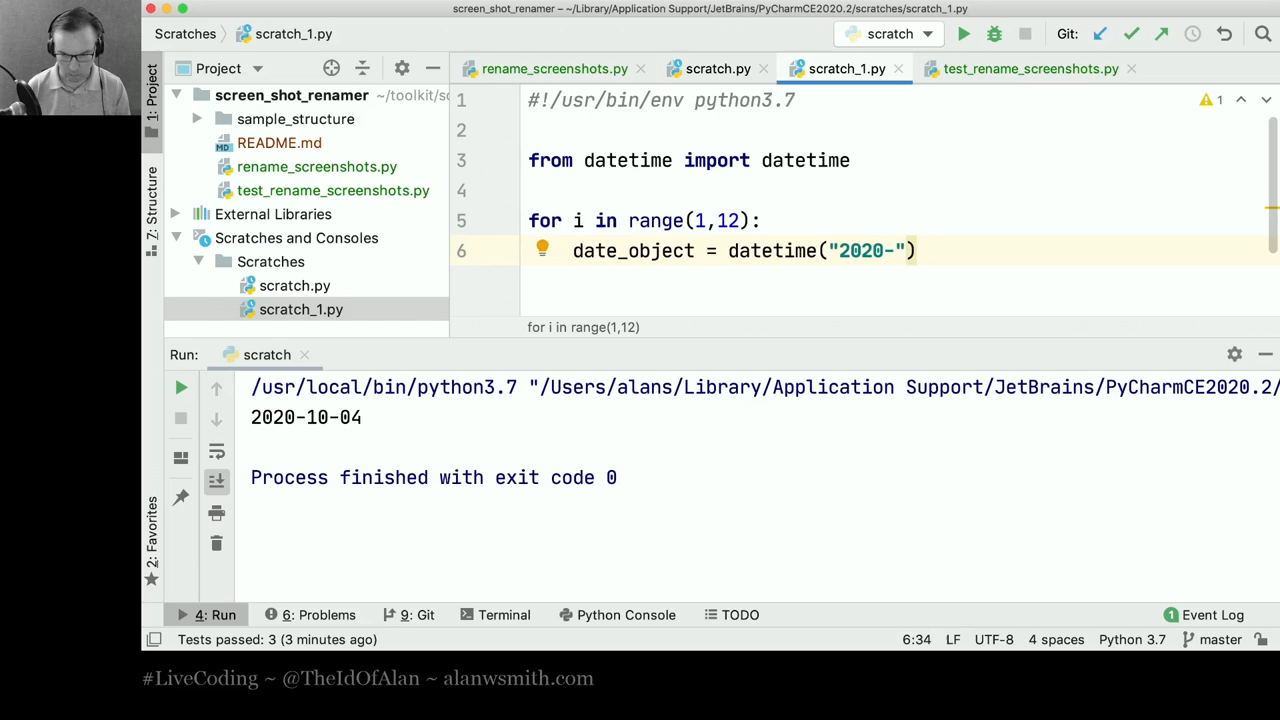 screen_shot_renamer – ~/Library/Application Support/JetBrains/PyCharmCE2020.2/scratches/scratch_1.py
Scratches scratch_1.py scratch Git:
1: Project
Project
rename_screenshots.py scratch.py scratch_1.py test_rename_screenshots.py
screen_shot_renamer ~/toolkit/sc
sample_structure
README.md
rename_screenshots.py
test_rename_screenshots.py
External Libraries
Scratches and Consoles
Scratches
scratch.py
scratch_1.py
Z: Structure
1 #!/usr/bin/env python3.7
1
2
3 from datetime import datetime
4
5 for i in range(1,12):
6 date_object = datetime("2020-")
for i in range(1,12)
Run: scratch
/usr/local/bin/python3.7 "/Users/alans/Library/Application Support/JetBrains/PyCharmCE2020.2/
2020-10-04
Process finished with exit code 0
2: Favorites
4: Run 6: Problems 9: Git Terminal Python Console TODO 1 Event Log
Tests passed: 3 (3 minutes ago) 6:34 LF UTF-8 4 spaces Python 3.7 master
#LiveCoding ~ @TheIdOfAlan ~ alanwsmith.com